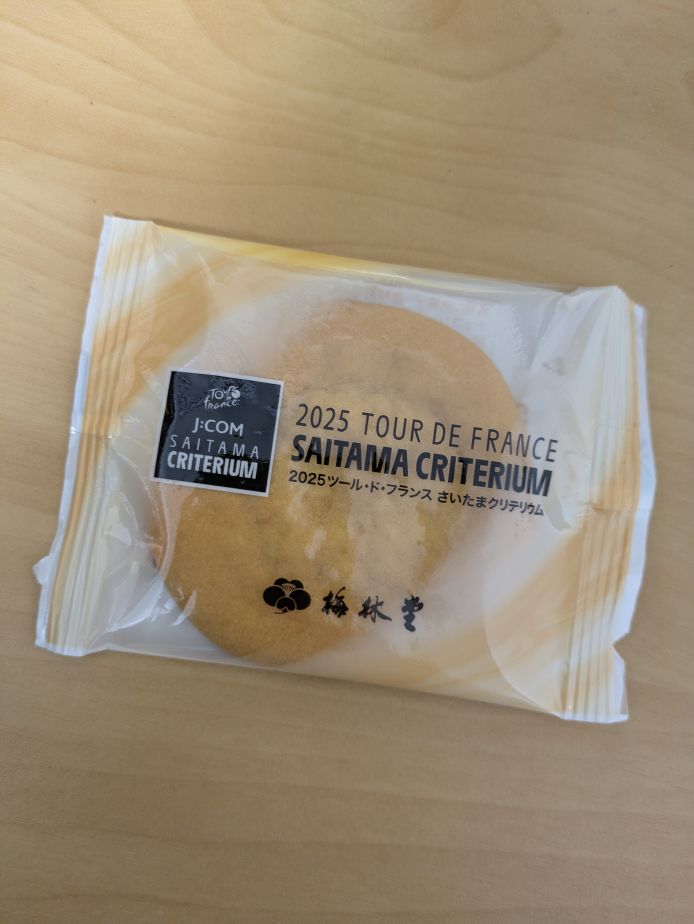 TOUR
de
france
J:COM
SAITAMA
CRITERIUM
2025 TOUR DE FRANCE
SAITAMA CRITERIUM
2025ツール・ド・フランス さいたまクリテリウム
梅林堂